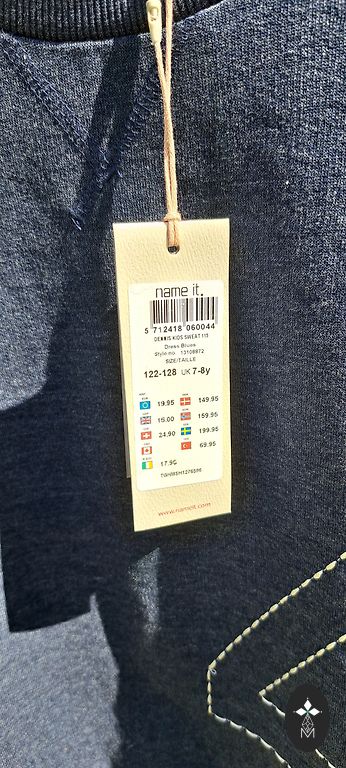 name it.
5 712418 060044
DENNIS KIDS SWEAT 115
Dress Blues
Style no. 13108872
SIZE/TAILLE
122-128 UK 7-8y
19.95 149.95
15.00 159.95
24.90 199.95
69.95
17.95
www.nameit.com
M